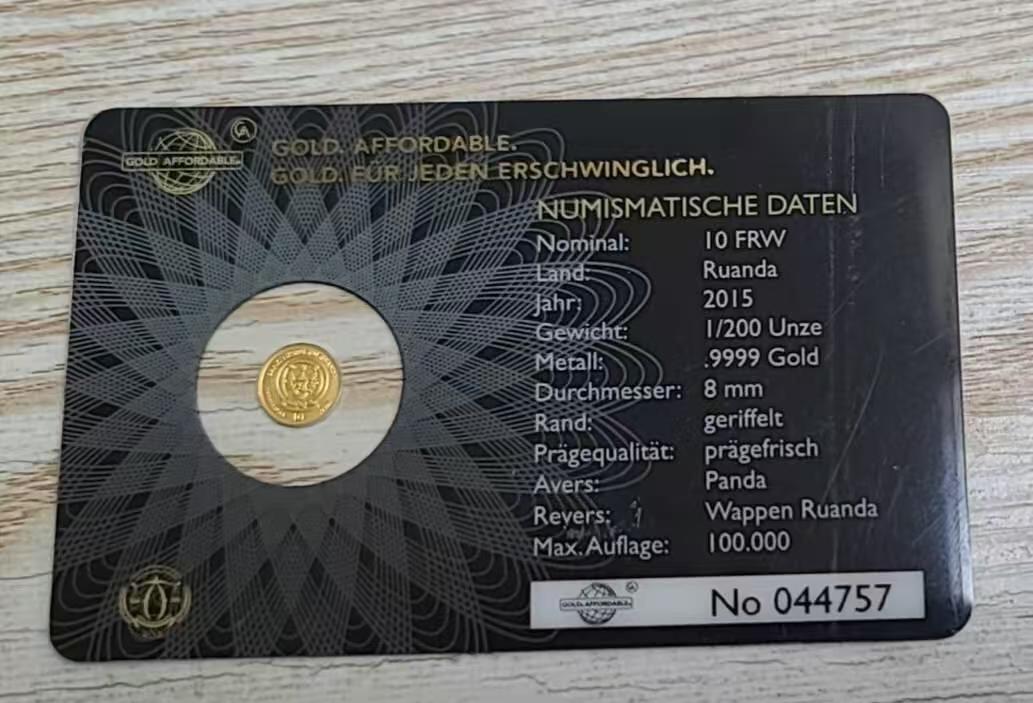 GOLD AFFORDABLE.
GOLD. AFFORDABLE.
GOLD. FÜR JEDEN ERSCHWINGLICH.
NUMISMATISCHE DATEN
Nominal: 10 FRW
Land: Ruanda
Jahr: 2015
Gewicht: 1/200 Unze
Metall: .9999 Gold
Durchmesser: 8 mm
Rand: geriffelt
Prägequalität: prägefrisch
Avers: Panda
Revers: Wappen Ruanda
Max. Auflage: 100.000
GOLD AFFORDABLE.
No 044757
10